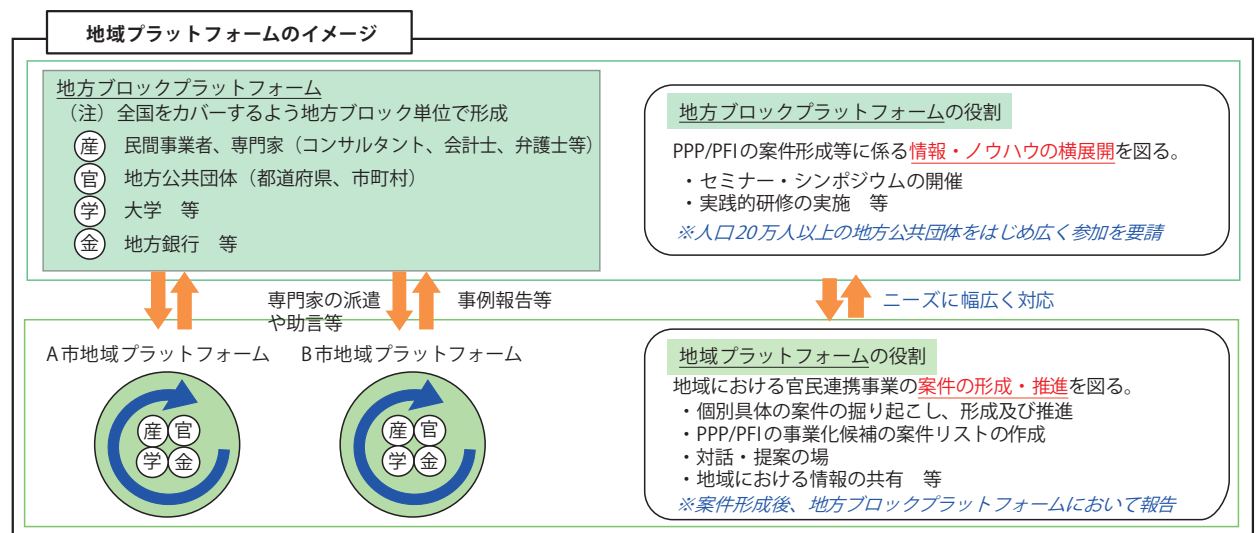 地域プラットフォームのイメージ
地方ブロックプラットフォーム
（注）全国をカバーするよう地方ブロック単位で形成
産 民間事業者、専門家（コンサルタント、会計士、弁護士等）
官 地方公共団体（都道府県、市町村）
学 大学　等
金 地方銀行　等
地方ブロックプラットフォームの役割
PPP/PFIの案件形成等に係る情報・ノウハウの横展開を図る。
・セミナー・シンポジウムの開催
・実践的研修の実施　等
※人口20万人以上の地方公共団体をはじめ広く参加を要請
専門家の派遣
や助言等
事例報告等
ニーズに幅広く対応
A市地域プラットフォーム
産官
学金
B市地域プラットフォーム
産官
学金
地域プラットフォームの役割
地域における官民連携事業の案件の形成・推進を図る。
・個別具体の案件の掘り起こし、形成及び推進
・PPP/PFIの事業化候補の案件リストの作成
・対話・提案の場
・地域における情報の共有　等
※案件形成後、地方ブロックプラットフォームにおいて報告